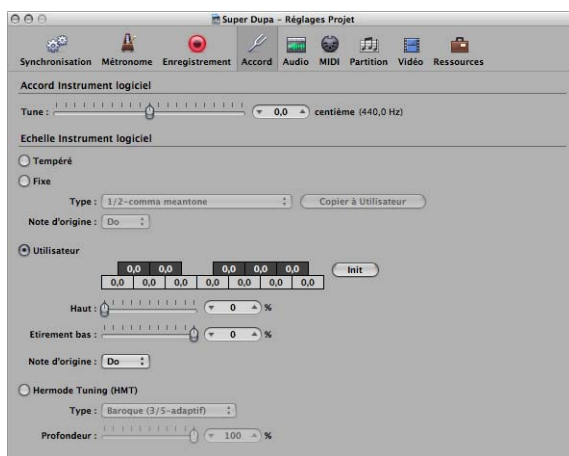 Super Dupa – Réglages Projet
Synchronisation Métronome Enregistrement Accord Audio MIDI Partition Vidéo Ressources
Accord Instrument logiciel
Tune : 0,0 centième (440,0 Hz)
Echelle Instrument logiciel
Tempéré
Fixe
Type : 1/2-comma meantone Copier à Utilisateur
Note d'origine : Do
Utilisateur
0,0 0,0 0,0 0,0 0,0 Init
0,0 0,0 0,0 0,0 0,0 0,0 0,0
Haut : 0 %
Etirement bas : 0 %
Note d'origine : Do
Hermode Tuning (HMT)
Type : Baroque (3/5-adaptif)
Profondeur : 100 %